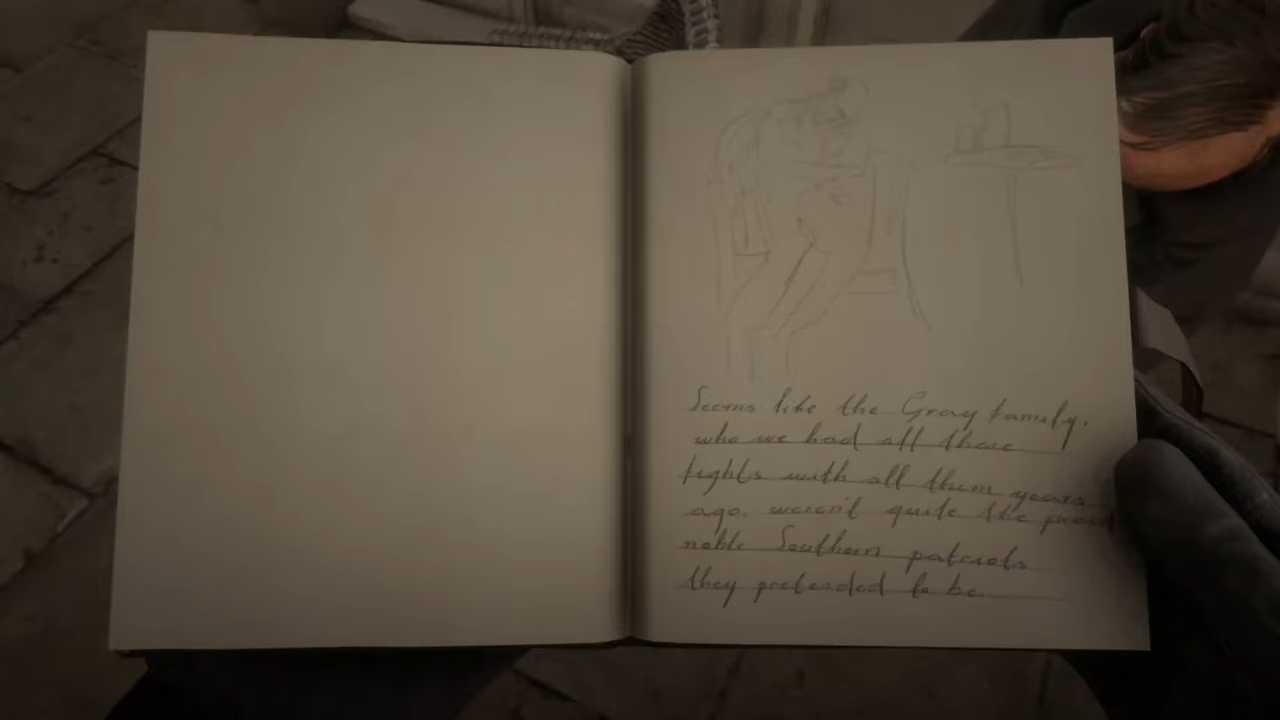 Seems like the Gray family,
who we had all those
fights with all them years
ago, weren't quite the proud
noble Southern patriots
they pretended to be